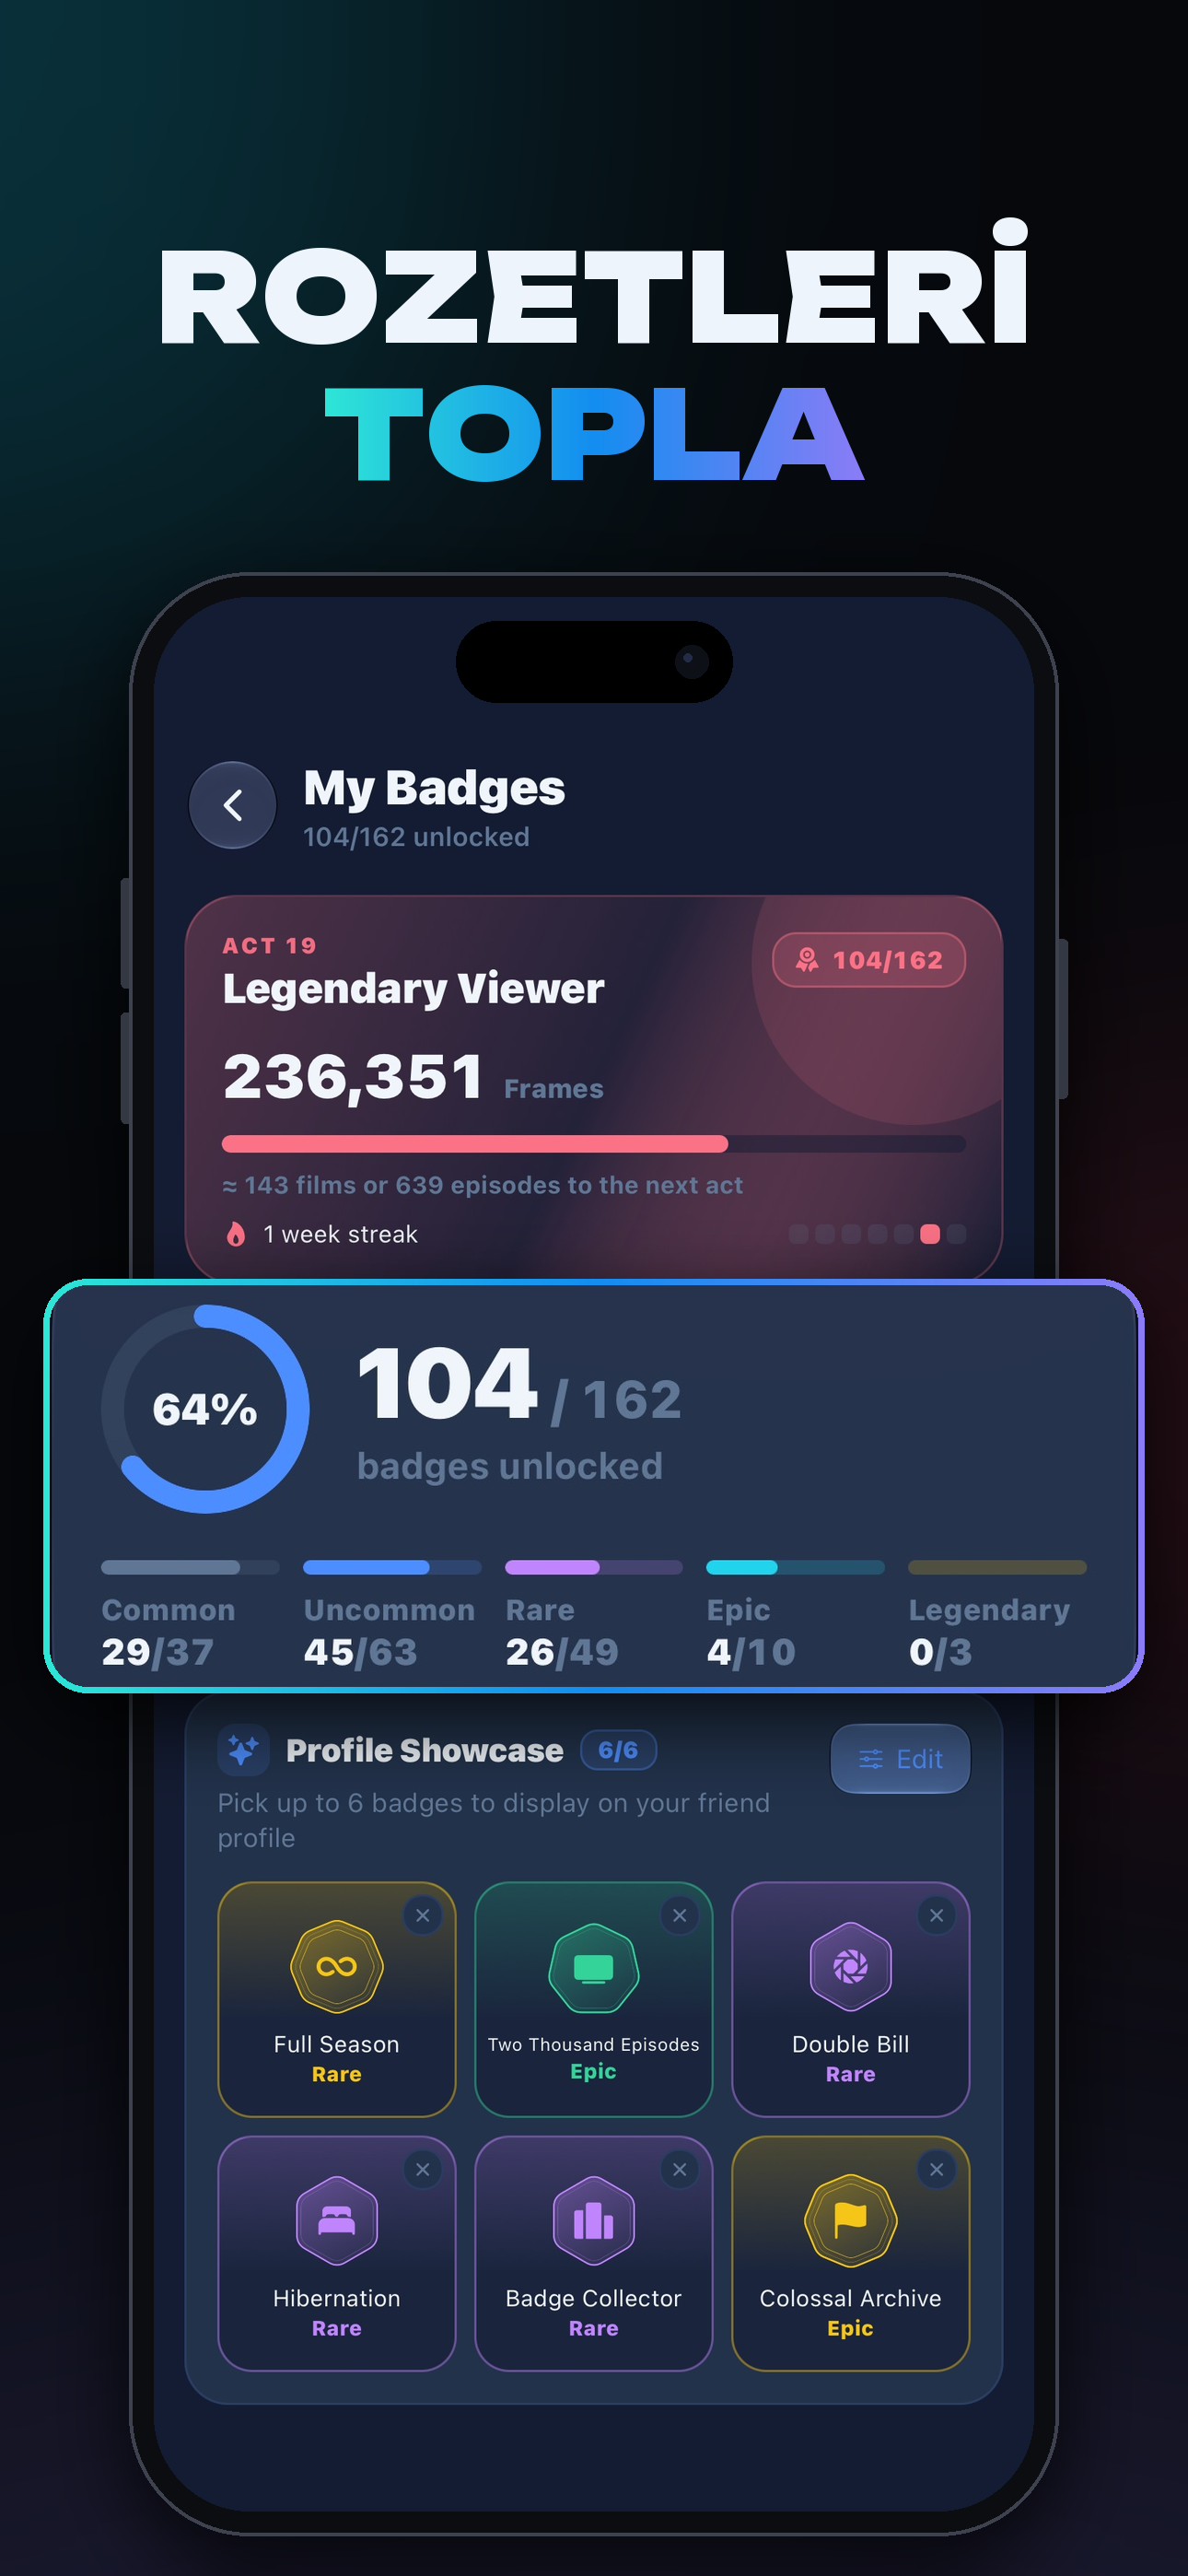 ROZETLERİ
TOPLA
My Badges
104/162 unlocked
ACT 19
104/162
Legendary Viewer
236,351 Frames
≈ 143 films or 639 episodes to the next act
1 week streak
64%
104 / 162
badges unlocked
Common Uncommon Rare Epic Legendary
29/37 45/63 26/49 4/10 0/3
Profile Showcase 6/6 Edit
Pick up to 6 badges to display on your friend
profile
Full Season Two Thousand Episodes Double Bill
Rare Epic Rare
Hibernation Badge Collector Colossal Archive
Rare Rare Epic